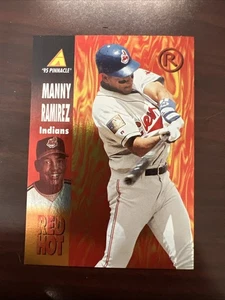 '95 PINNACLE
R
MANNY
RAMIREZ
Indians
RED
HOT